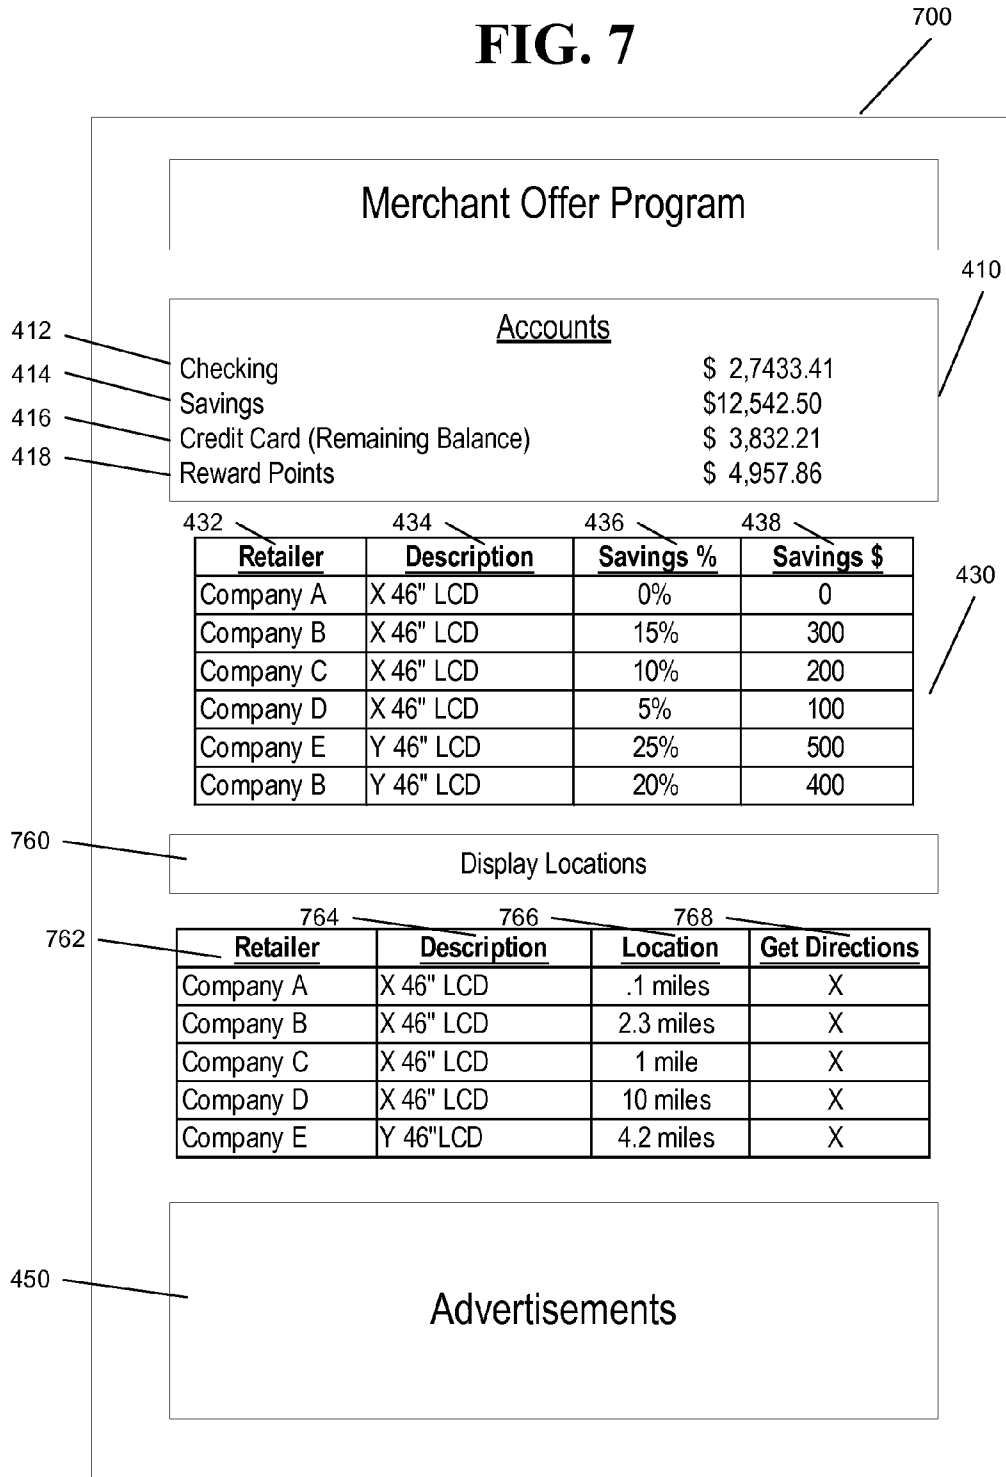 FIG. 7
700
Merchant Offer Program
410
Accounts
412
Checking $ 2,7433.41
414
Savings $12,542.50
416
Credit Card (Remaining Balance) $ 3,832.21
418
Reward Points $ 4,957.86
432 434 436 438
Retailer Description Savings % Savings $
430
Company A X 46" LCD 0% 0
Company B X 46" LCD 15% 300
Company C X 46" LCD 10% 200
Company D X 46" LCD 5% 100
Company E Y 46" LCD 25% 500
Company B Y 46" LCD 20% 400
760
Display Locations
762 764 766 768
Retailer Description Location Get Directions
Company A X 46" LCD .1 miles X
Company B X 46" LCD 2.3 miles X
Company C X 46" LCD 1 mile X
Company D X 46" LCD 10 miles X
Company E Y 46"LCD 4.2 miles X
450
Advertisements